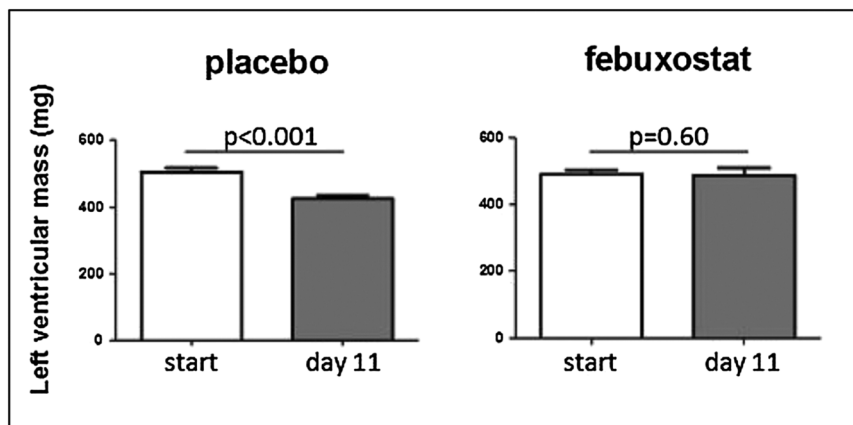 placebo
febuxostat
Left ventricular mass (mg)
600
p<0.001
400
200
0
start
day 11
600
p=0.60
400
200
0
start
day 11